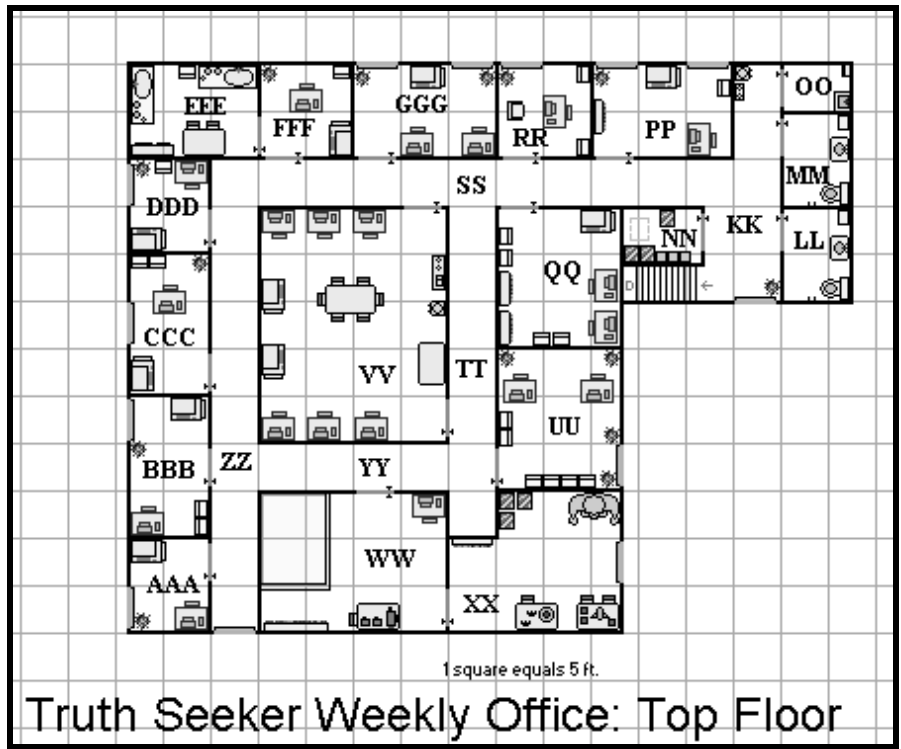 OO
EEE
GGG
FFF
RR
PP
MM
SS
DDD
KK
NN
LL
QQ
CCC
VV
TT
UU
ZZ
YY
BBB
WW
AAA
XX
1 square equals 5 ft.
Truth Seeker Weekly Office: Top Floor